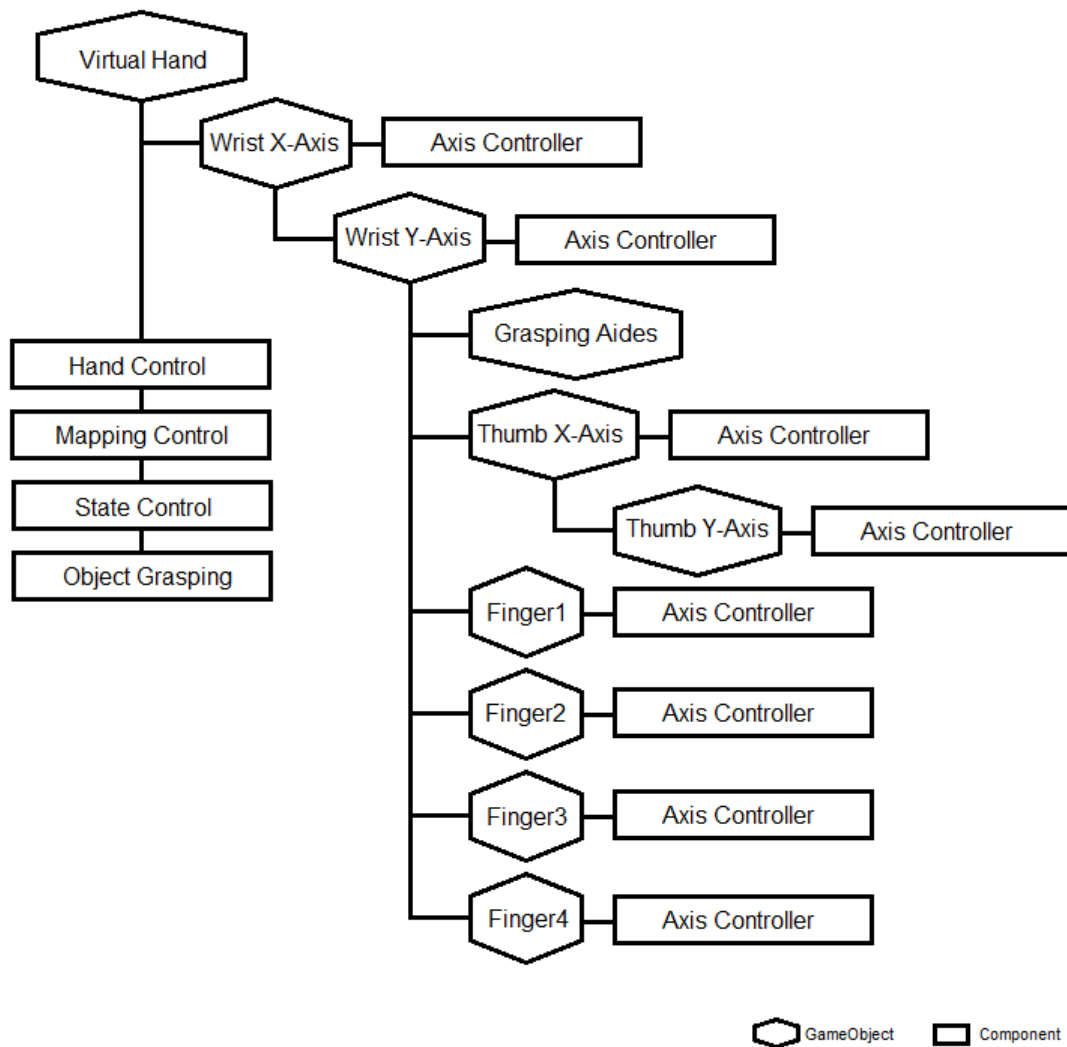 Virtual Hand
Wrist X-Axis
Axis Controller
Wrist Y-Axis
Axis Controller
Grasping Aides
Hand Control
Thumb X-Axis
Axis Controller
Mapping Control
State Control
Thumb Y-Axis
Axis Controller
Object Grasping
Finger1
Axis Controller
Finger2
Axis Controller
Finger3
Axis Controller
Finger4
Axis Controller
GameObject
Component